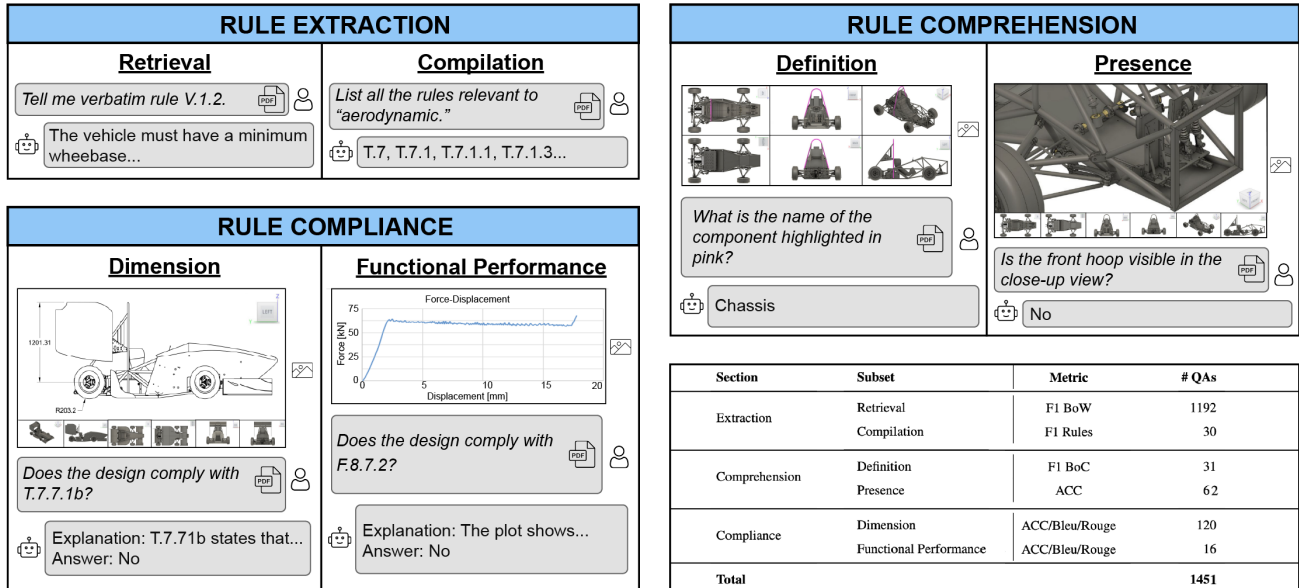 RULE EXTRACTION
Retrieval
Tell me verbatim rule V.1.2.
PDF
The vehicle must have a minimum
wheebase...
Compilation
List all the rules relevant to
“aerodynamic.”
PDF
T.7, T.7.1, T.7.1.1, T.7.1.3...
RULE COMPLIANCE
Dimension
1201.31
LEFT
R203.2
Does the design comply with
T.7.7.1b?
PDF
Explanation: T.7.71b states that...
Answer: No
Functional Performance
Force-Displacement
Force [kN]
75
50
25
0
0 5 10 15 20
Displacement [mm]
Does the design comply with
F.8.7.2?
PDF
Explanation: The plot shows...
Answer: No
RULE COMPREHENSION
Definition
What is the name of the
component highlighted in
pink?
PDF
Chassis
Presence
Is the front hoop visible in the
close-up view?
PDF
No
Section Subset Metric # QAs
Extraction Retrieval F1 BoW 1192
Compilation F1 Rules 30
Comprehension Definition F1 BoC 31
Presence ACC 62
Compliance Dimension ACC/Bleu/Rouge 120
Functional Performance ACC/Bleu/Rouge 16
Total 1451